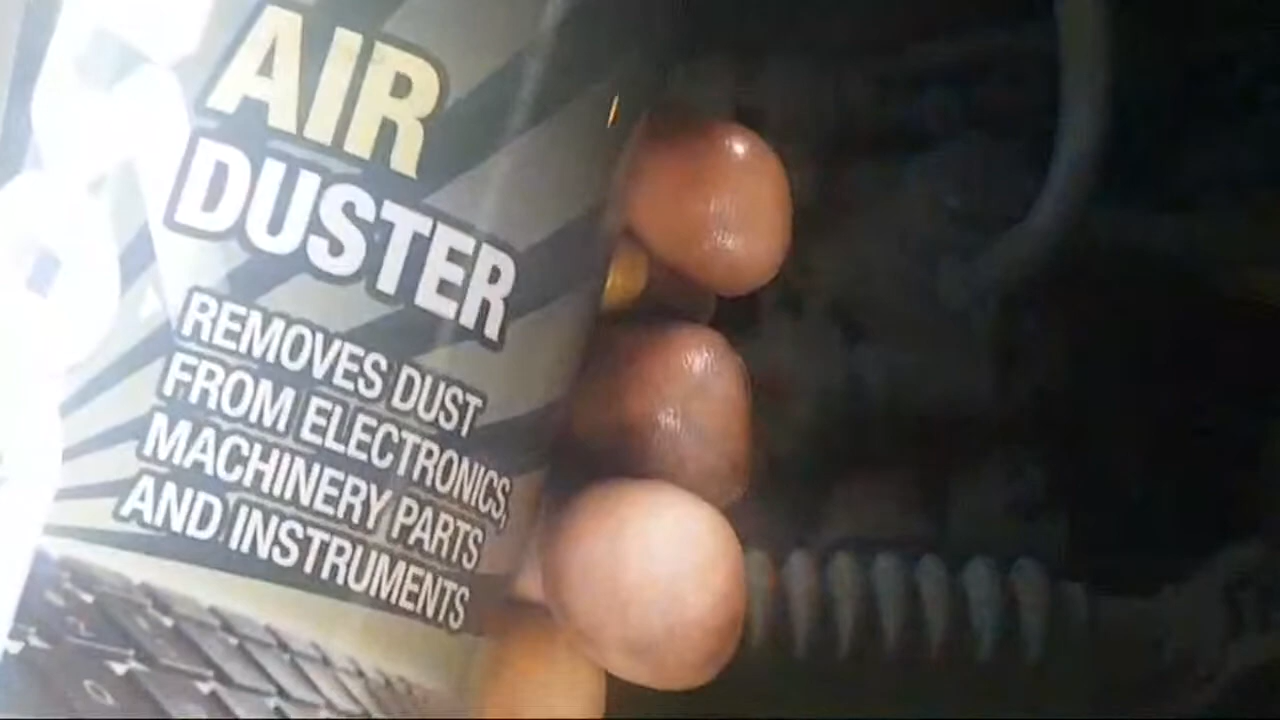 AIR
DUSTER
REMOVES DUST
FROM ELECTRONICS,
MACHINERY PARTS
AND INSTRUMENTS